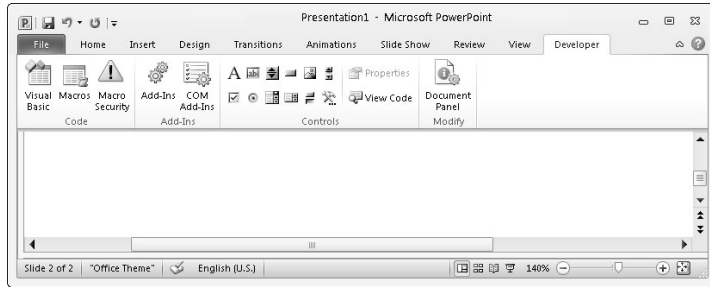 Presentation1 - Microsoft PowerPoint
File Home Insert Design Transitions Animations Slide Show Review View Developer
Visual Basic
Macros
Macro Security
Code
Add-Ins
COM Add-Ins
Add-Ins
A
abl
Properties
View Code
Controls
Document Panel
Modify
Slide 2 of 2 "Office Theme" English (U.S.) 140%